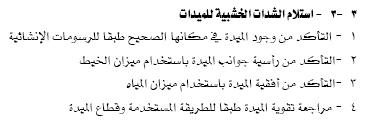 ٣ -٣ - استلام الشدات الخشبية للميدات
١ - التأكد من وجود الميدة في مكانها الصحيح طبقا للرسومات الإنشائية
٢ -التأكد من رأسية جوانب الميدة باستخدام ميزان الخيط
٣ -التأكد من أفقية الميدة باستخدام ميزان المياه
٤ - مراجعة تقوية الميدة طبقا للطريقة المستخدمة وقطاع الميدة